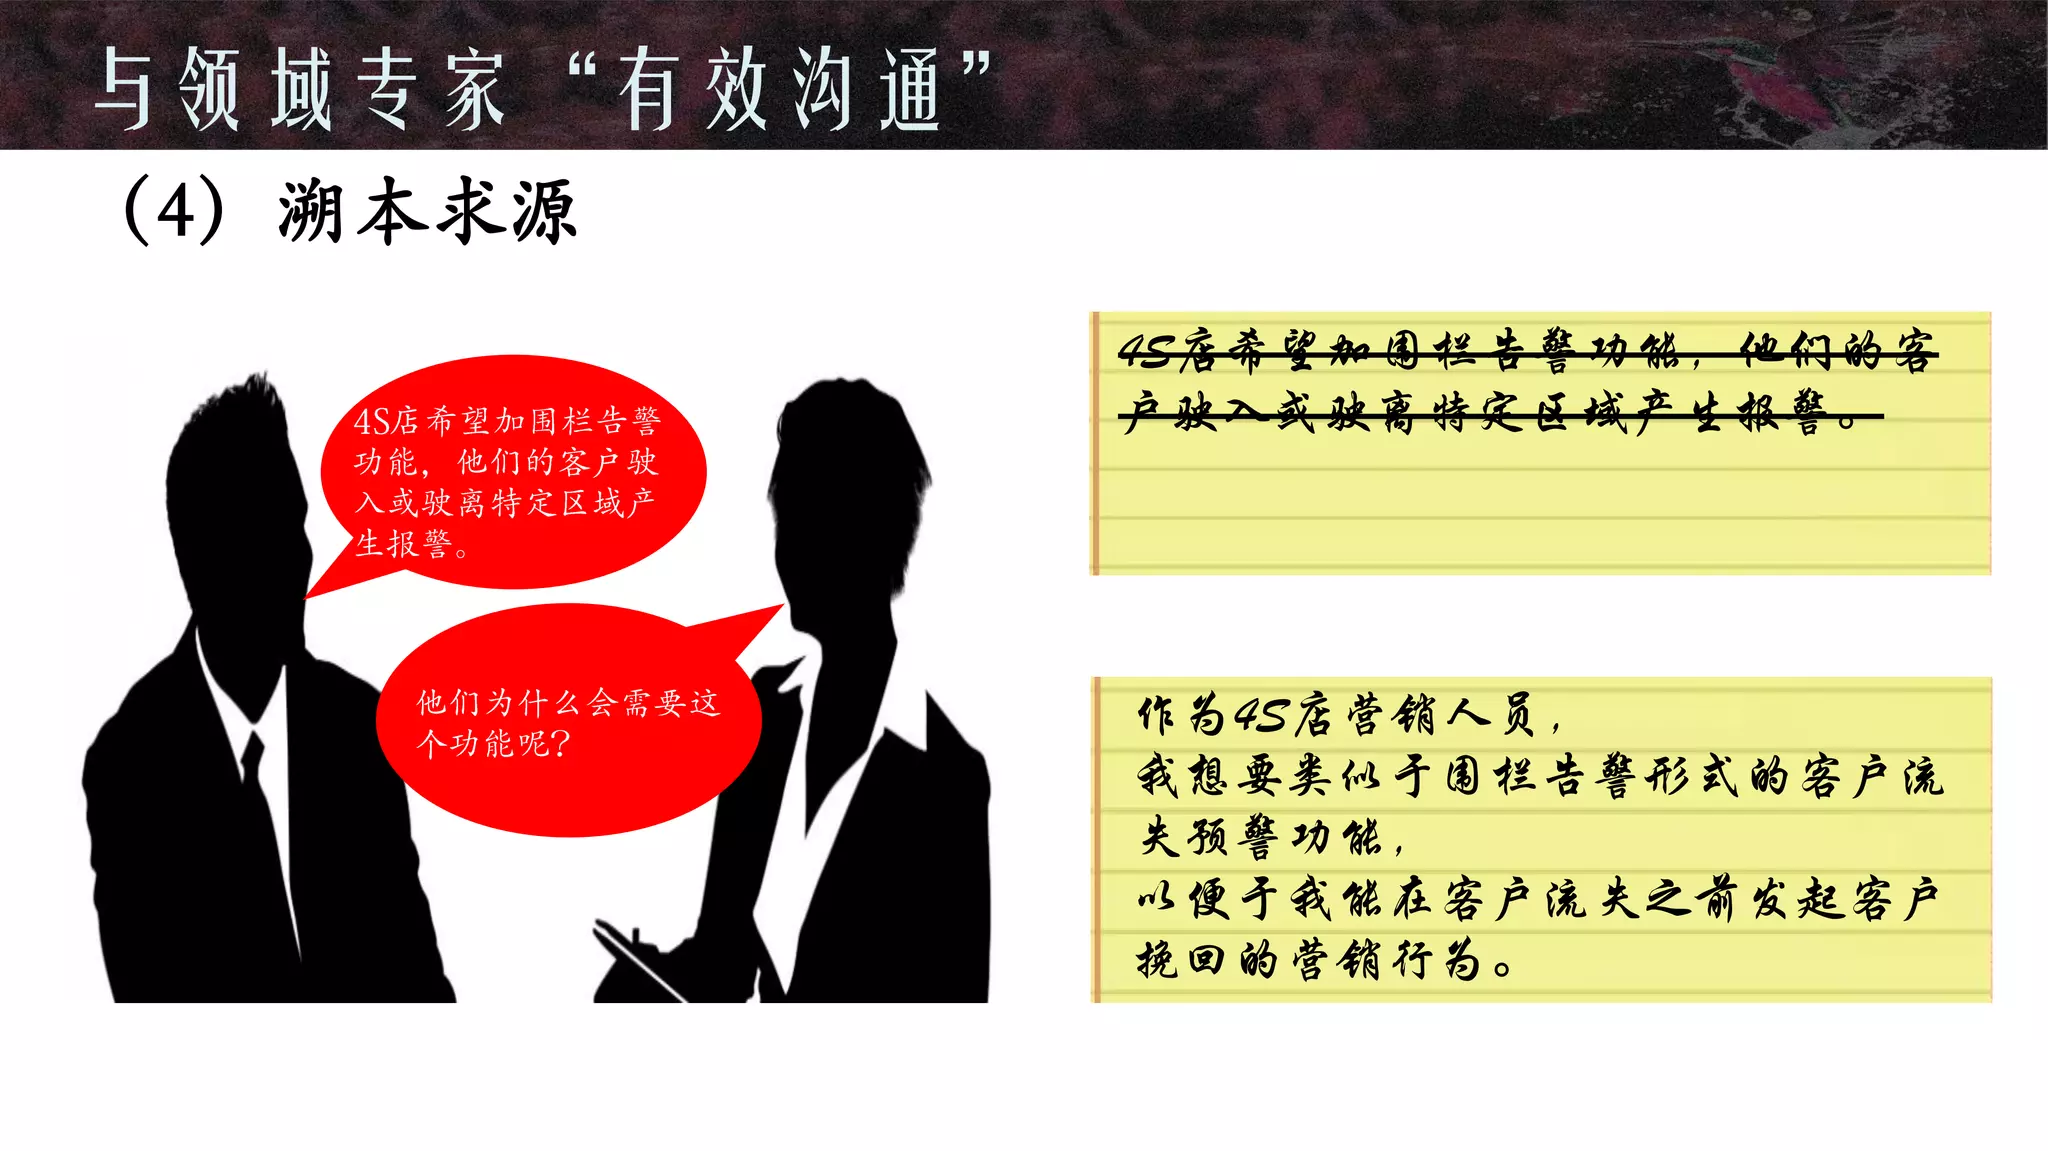 与领域专家“有效沟通”
（4）溯本求源
4S店希望加围栏告警
功能，他们的客户驶
入或驶离特定区域产
生报警。
他们为什么会需要这
个功能呢？
4S店希望加围栏告警功能，他们的客
户驶入或驶离特定区域产生报警。
作为4S店营销人员，
我想要类似于围栏告警形式的客户流
失预警功能，
以便于我能在客户流失之前发起客户
挽回的营销行为。